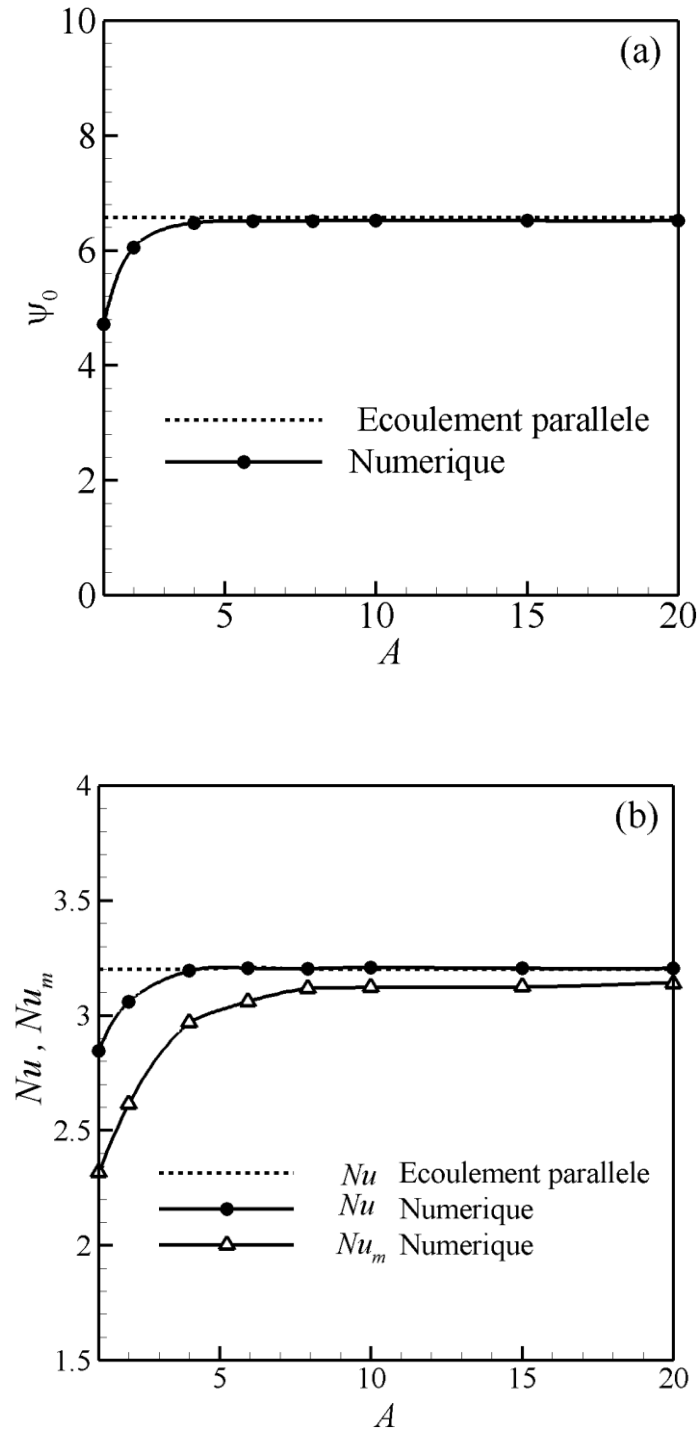 10
(a)
8
6
ψ0
4
Ecoulement parallele
Numerique
2
0
5
10
15
20
A
4
(b)
3.5
3
Nu , Num
2.5
Nu Ecoulement parallele
Nu Numerique
Num Numerique
2
1.5
5
10
15
20
A